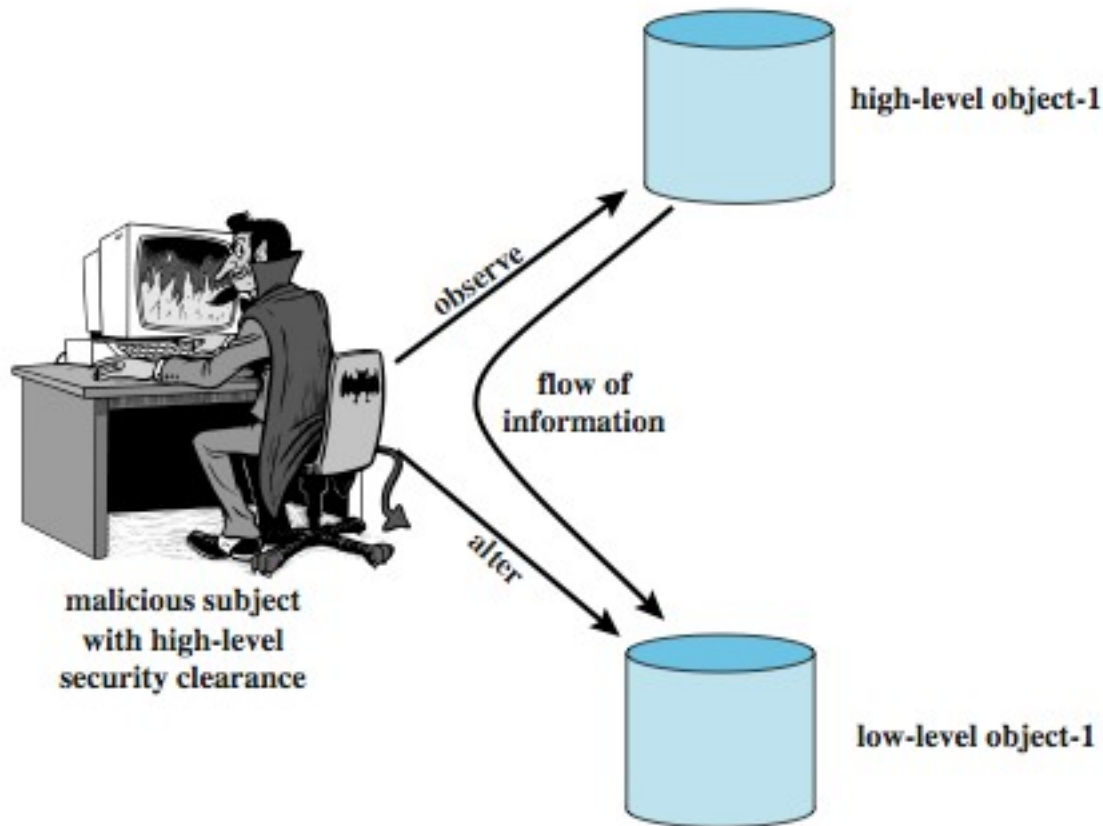 high-level object-1
observe
flow of
information
alter
malicious subject
with high-level
security clearance
low-level object-1